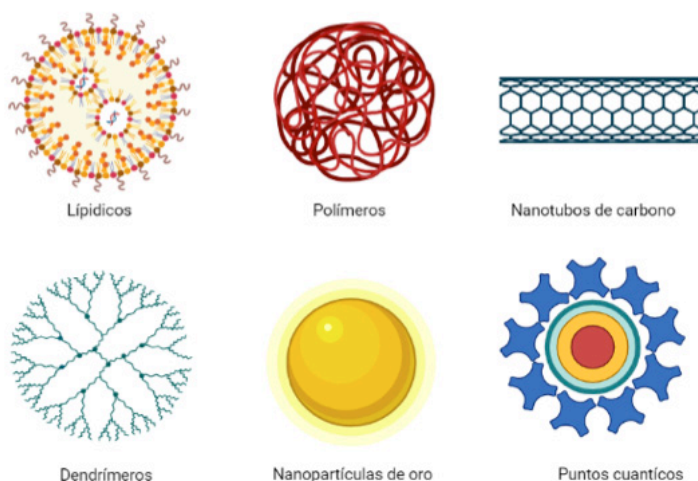 Lípidicos
Polímeros
Nanotubos de carbono
Dendrímeros
Nanopartículas de oro
Puntos cuantícos